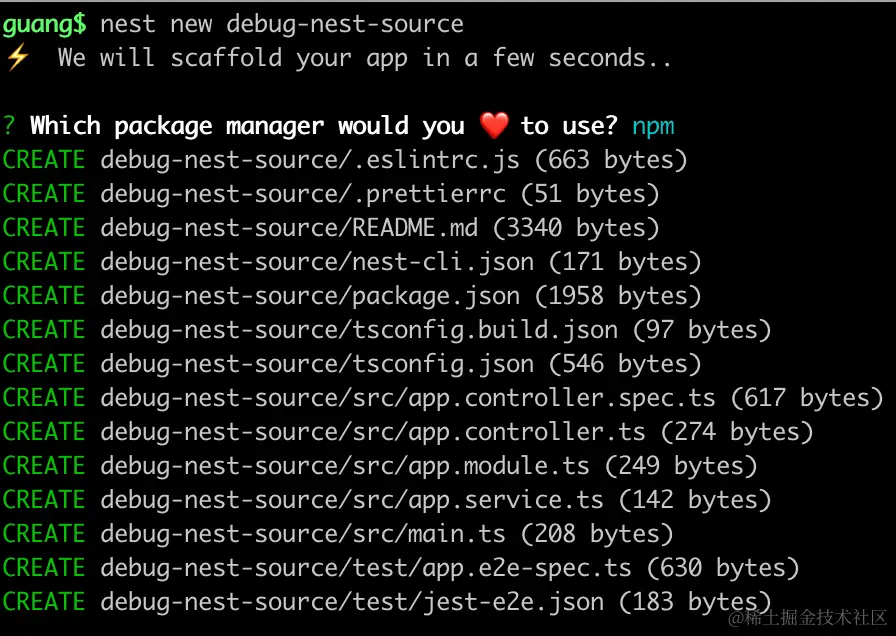 guang$ nest new debug-nest-source
⚡ We will scaffold your app in a few seconds..
? Which package manager would you ❤️ to use? npm
CREATE debug-nest-source/.eslintrc.js (663 bytes)
CREATE debug-nest-source/.prettierrc (51 bytes)
CREATE debug-nest-source/README.md (3340 bytes)
CREATE debug-nest-source/nest-cli.json (171 bytes)
CREATE debug-nest-source/package.json (1958 bytes)
CREATE debug-nest-source/tsconfig.build.json (97 bytes)
CREATE debug-nest-source/tsconfig.json (546 bytes)
CREATE debug-nest-source/src/app.controller.spec.ts (617 bytes)
CREATE debug-nest-source/src/app.controller.ts (274 bytes)
CREATE debug-nest-source/src/app.module.ts (249 bytes)
CREATE debug-nest-source/src/app.service.ts (142 bytes)
CREATE debug-nest-source/src/main.ts (208 bytes)
CREATE debug-nest-source/test/app.e2e-spec.ts (630 bytes)
CREATE debug-nest-source/test/jest-e2e.json (183 bytes)
@稀土掘金技术社区